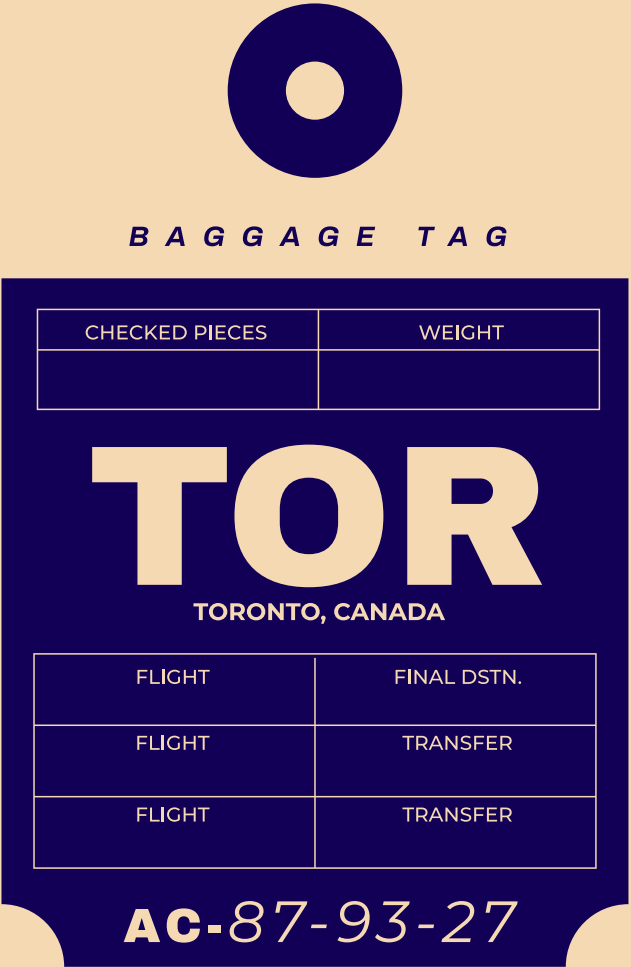 BAGGAGE TAG
CHECKED PIECES WEIGHT
TOR
TORONTO, CANADA
FLIGHT FINAL DSTN.
FLIGHT TRANSFER
FLIGHT TRANSFER
AC-87-93-27